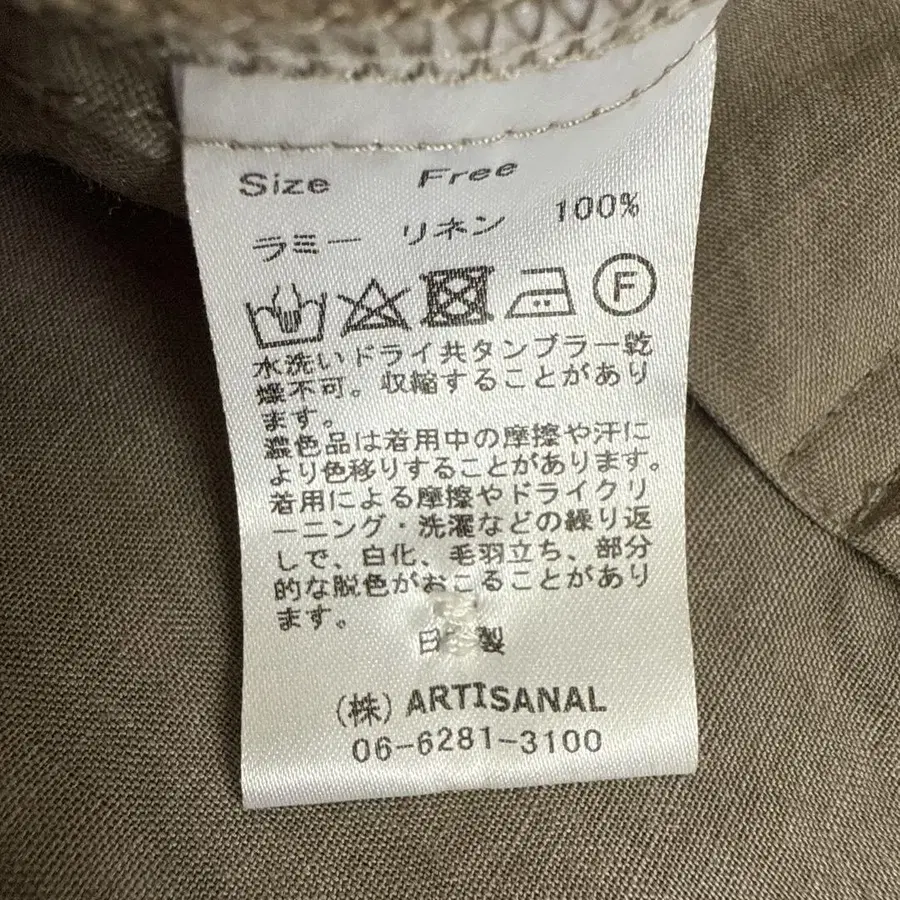 Size Free
ラミー リネン 100%
F
水洗いドライ共タンブラー乾
燥不可。収縮することがあり
ます。
濃色品は着用中の摩擦や汗に
より色移りすることがあります。
着用による摩擦やドライクリ
ーニング・洗濯などの繰り返
しで、白化、毛羽立ち、部分
的な脱色がおこることがあり
ます。
日本製
(株) ARTISANAL
06-6281-3100